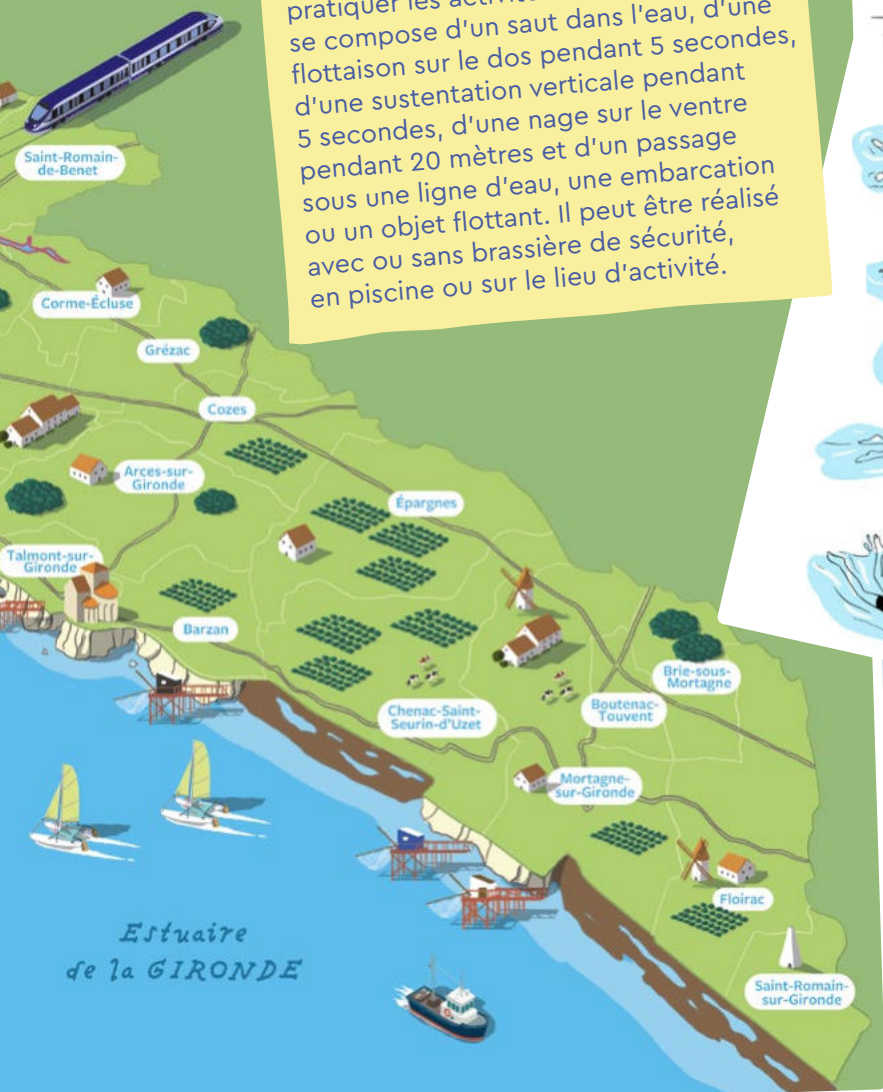 pratiquer les
se compose d'un saut dans l'eau, d'une
flottaison sur le dos pendant 5 secondes,
d'une sustentation verticale pendant
5 secondes, d'une nage sur le ventre
pendant 20 mètres et d'un passage
sous une ligne d'eau, une embarcation
ou un objet flottant. Il peut être réalisé
avec ou sans brassière de sécurité,
en piscine ou sur le lieu d'activité.
Saint-Romain-
de-Benet
Corme-Écluse
Grézac
Cozes
Arces-sur-
Gironde
Épargnes
Talmont-sur-
Gironde
Barzan
Brie-sous-
Mortagne
Chenac-Saint-
Seurin-d'Uzet
Boutenac-
Touvent
Mortagne-
sur-Gironde
Floirac
Estuaire
de la GIRONDE
Saint-Romain-
sur-Gironde